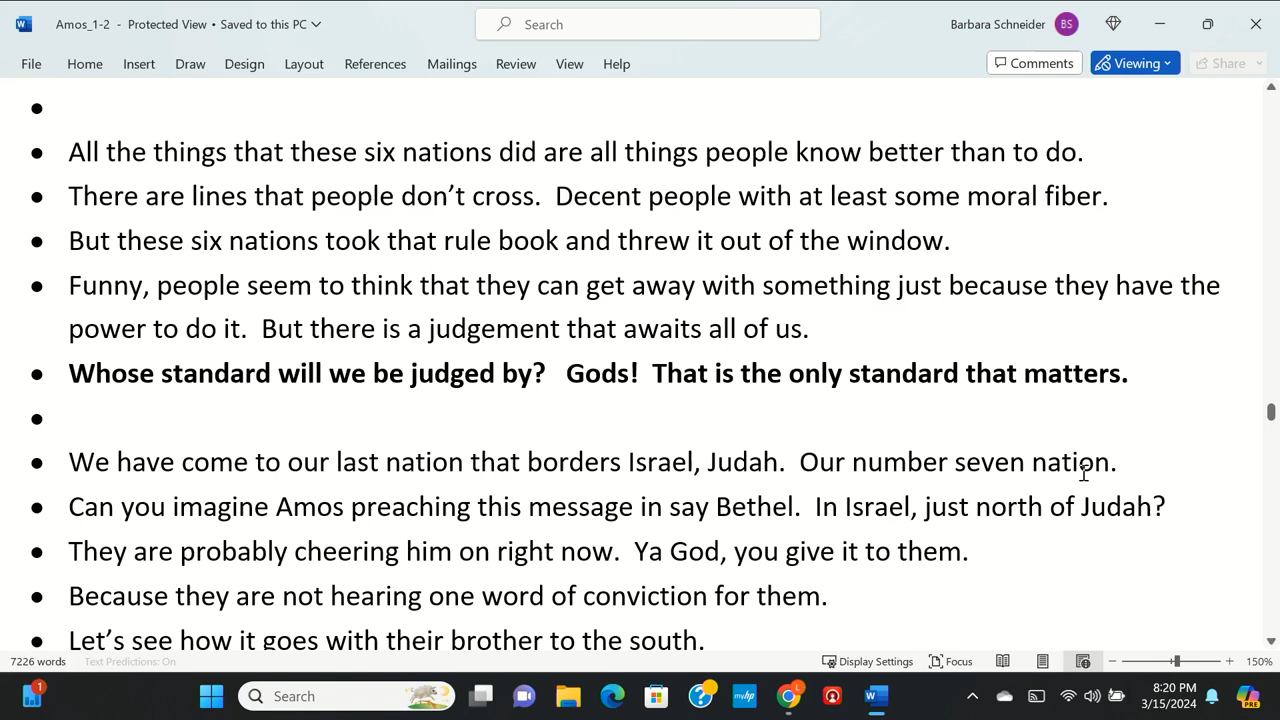 Amos_1-2 - Protected View • Saved to this PC
Search
Barbara Schneider
BS
File
Home
Insert
Draw
Design
Layout
References
Mailings
Review
View
Help
Comments
Viewing
Share
All the things that these six nations did are all things people know better than to do.
There are lines that people don’t cross.  Decent people with at least some moral fiber.
But these six nations took that rule book and threw it out of the window.
Funny, people seem to think that they can get away with something just because they have the
power to do it.  But there is a judgement that awaits all of us.
Whose standard will we be judged by?   Gods!  That is the only standard that matters.
We have come to our last nation that borders Israel, Judah.  Our number seven nation.
Can you imagine Amos preaching this message in say Bethel.  In Israel, just north of Judah?
They are probably cheering him on right now.  Ya God, you give it to them.
Because they are not hearing one word of conviction for them.
Let’s see how it goes with their brother to the south.
7226 words
Text Predictions: On
Display Settings
Focus
150%
1
Search
myhp
8:20 PM
3/15/2024
PRE